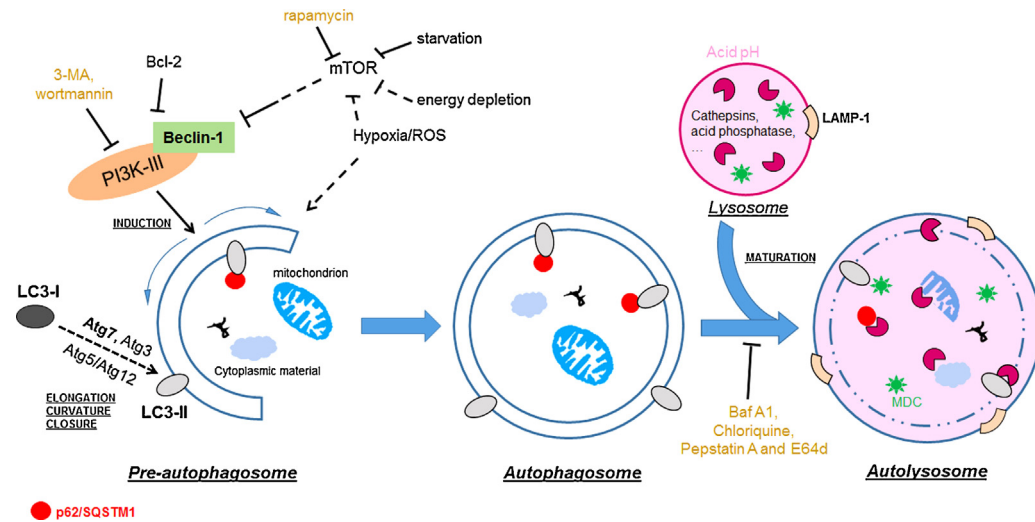 rapamycin
starvation
mTOR
3-MA,
wortmannin
Bcl-2
energy depletion
Hypoxia/ROS
Beclin-1
PI3K-III
INDUCTION
LC3-I
Atg7, Atg3
Atg5/Atg12
ELONGATION
CURVATURE
CLOSURE
LC3-II
mitochondrion
Cytoplasmic material
Pre-autophagosome
Autophagosome
Acid pH
Cathepsins,
acid phosphatase,
...
LAMP-1
Lysosome
MATURATION
Baf A1,
Chloriquine,
Pepstatin A and E64d
MDC
Autolysosome
p62/SQSTM1